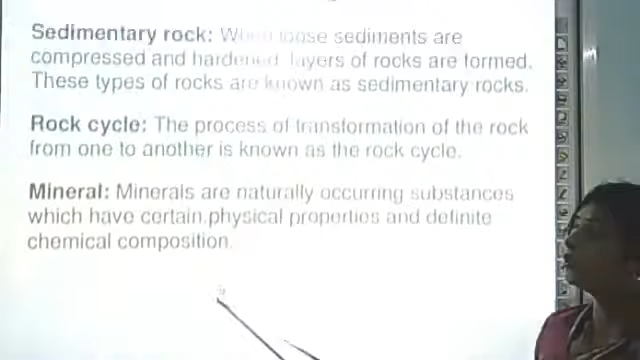 Sedimentary rock: When loose sediments are
compressed and hardened, layers of rocks are formed.
These types of rocks are known as sedimentary rocks.
Rock cycle: The process of transformation of the rock
from one to another is known as the rock cycle.
Mineral: Minerals are naturally occurring substances
which have certain physical properties and definite
chemical composition.